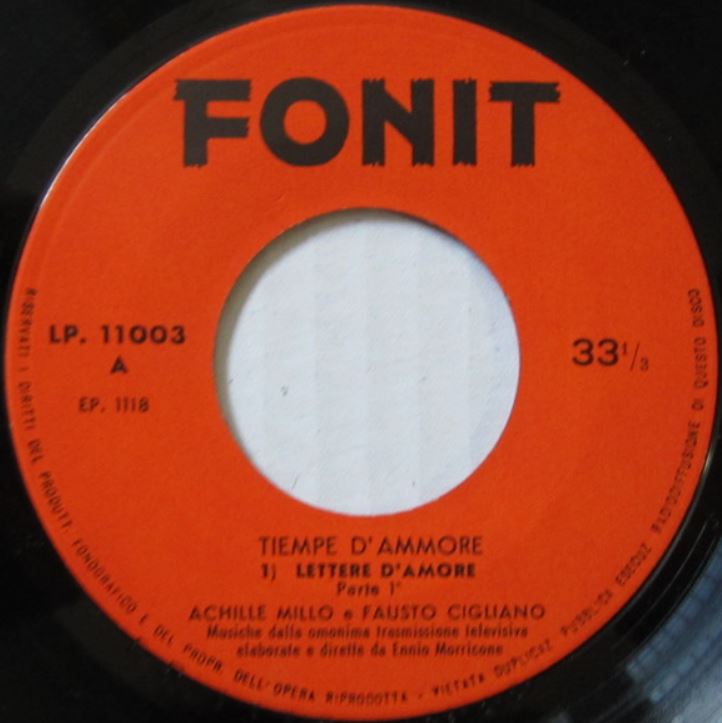 FONIT
LP. 11003
A
EP. 1118
33 1/3
TIEMPE D'AMMORE
1) LETTERE D'AMORE
Parte 1ª
ACHILLE MILLO e FAUSTO CIGLIANO
Musiche dalla omonima trasmissione televisiva
elaborate e dirette da Ennio Morricone
RISERVATI I DIRITTI DEL PRODUTT. FONOGRAFICO E DEL PROPR. DELL'OPERA RIPRODOTTA - VIETATA DUPLICAZ PUBBLICA ESECUZ RADIODIFFUSIONE DI QUESTO DISCO